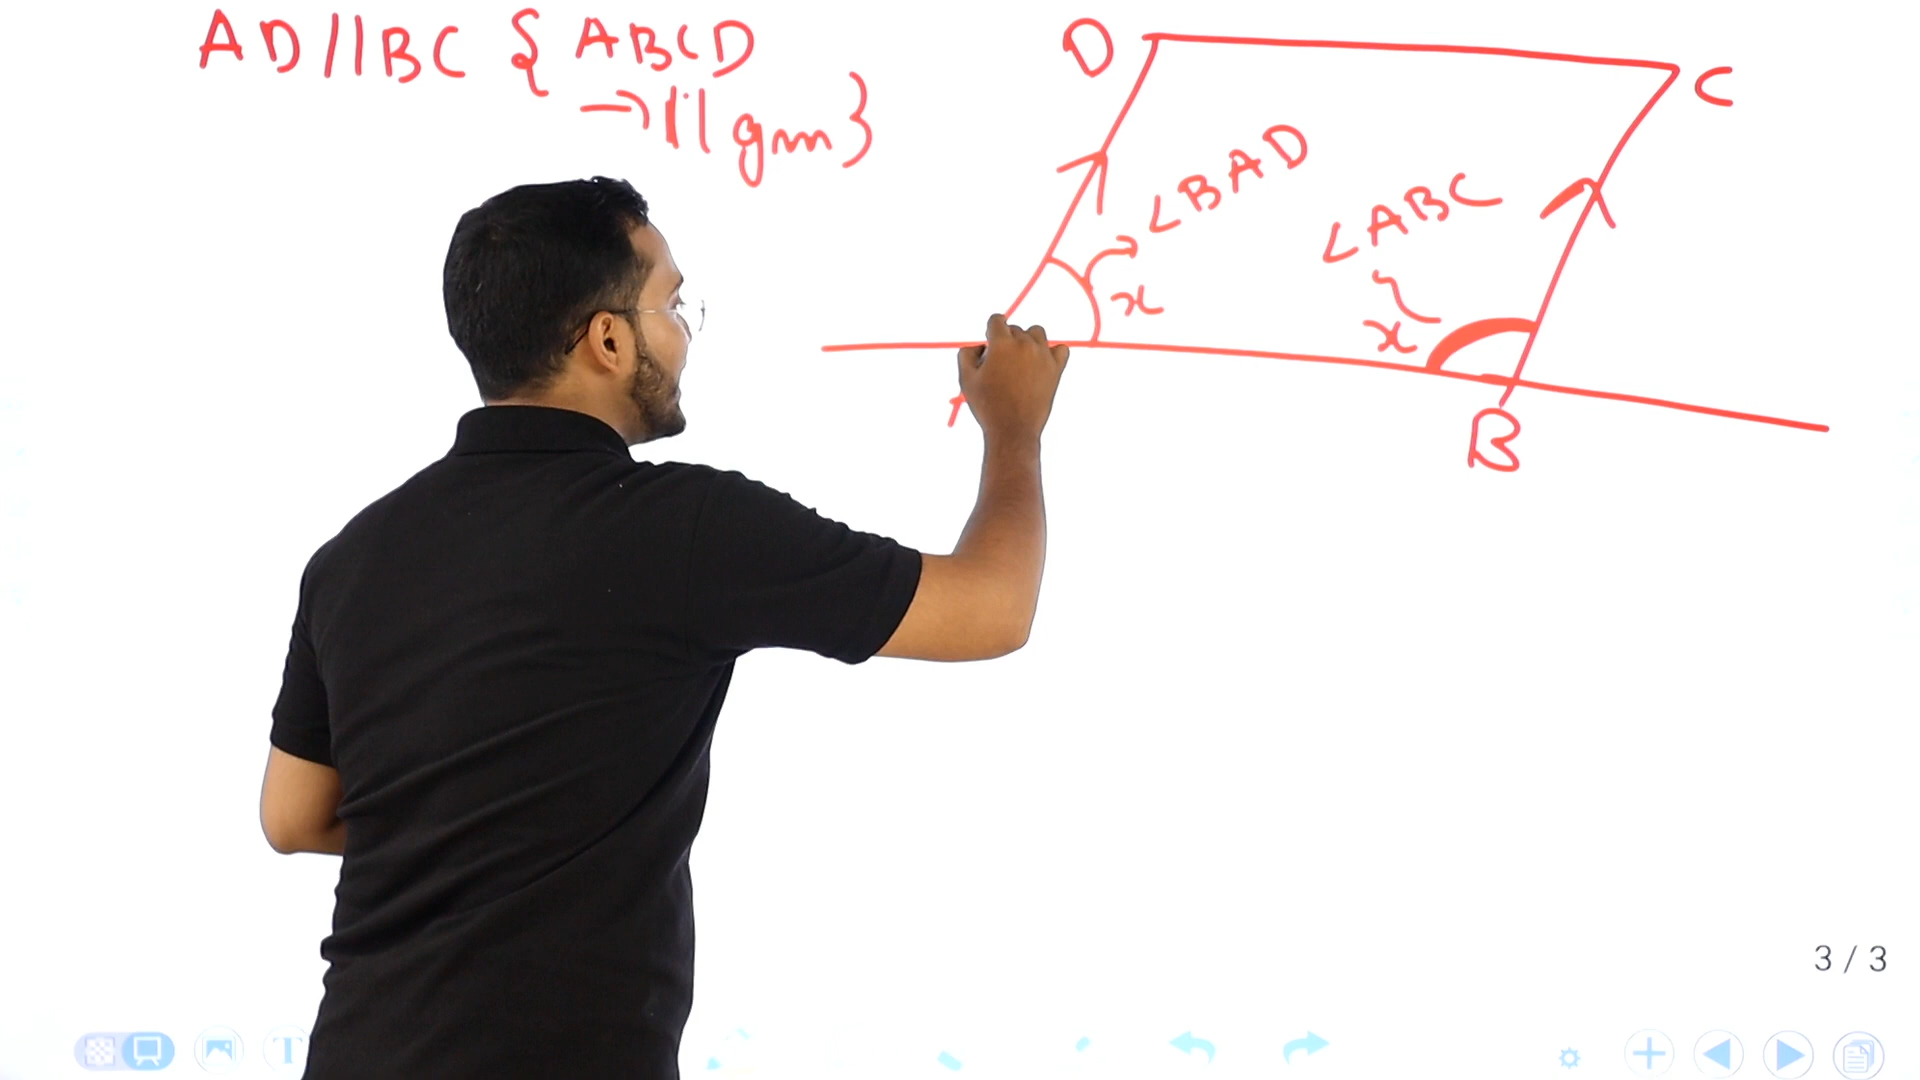 AD||BC { ABCD
→ ||gm}
D
C
∠BAD
∠ABC
x
x
B
3 / 3
T